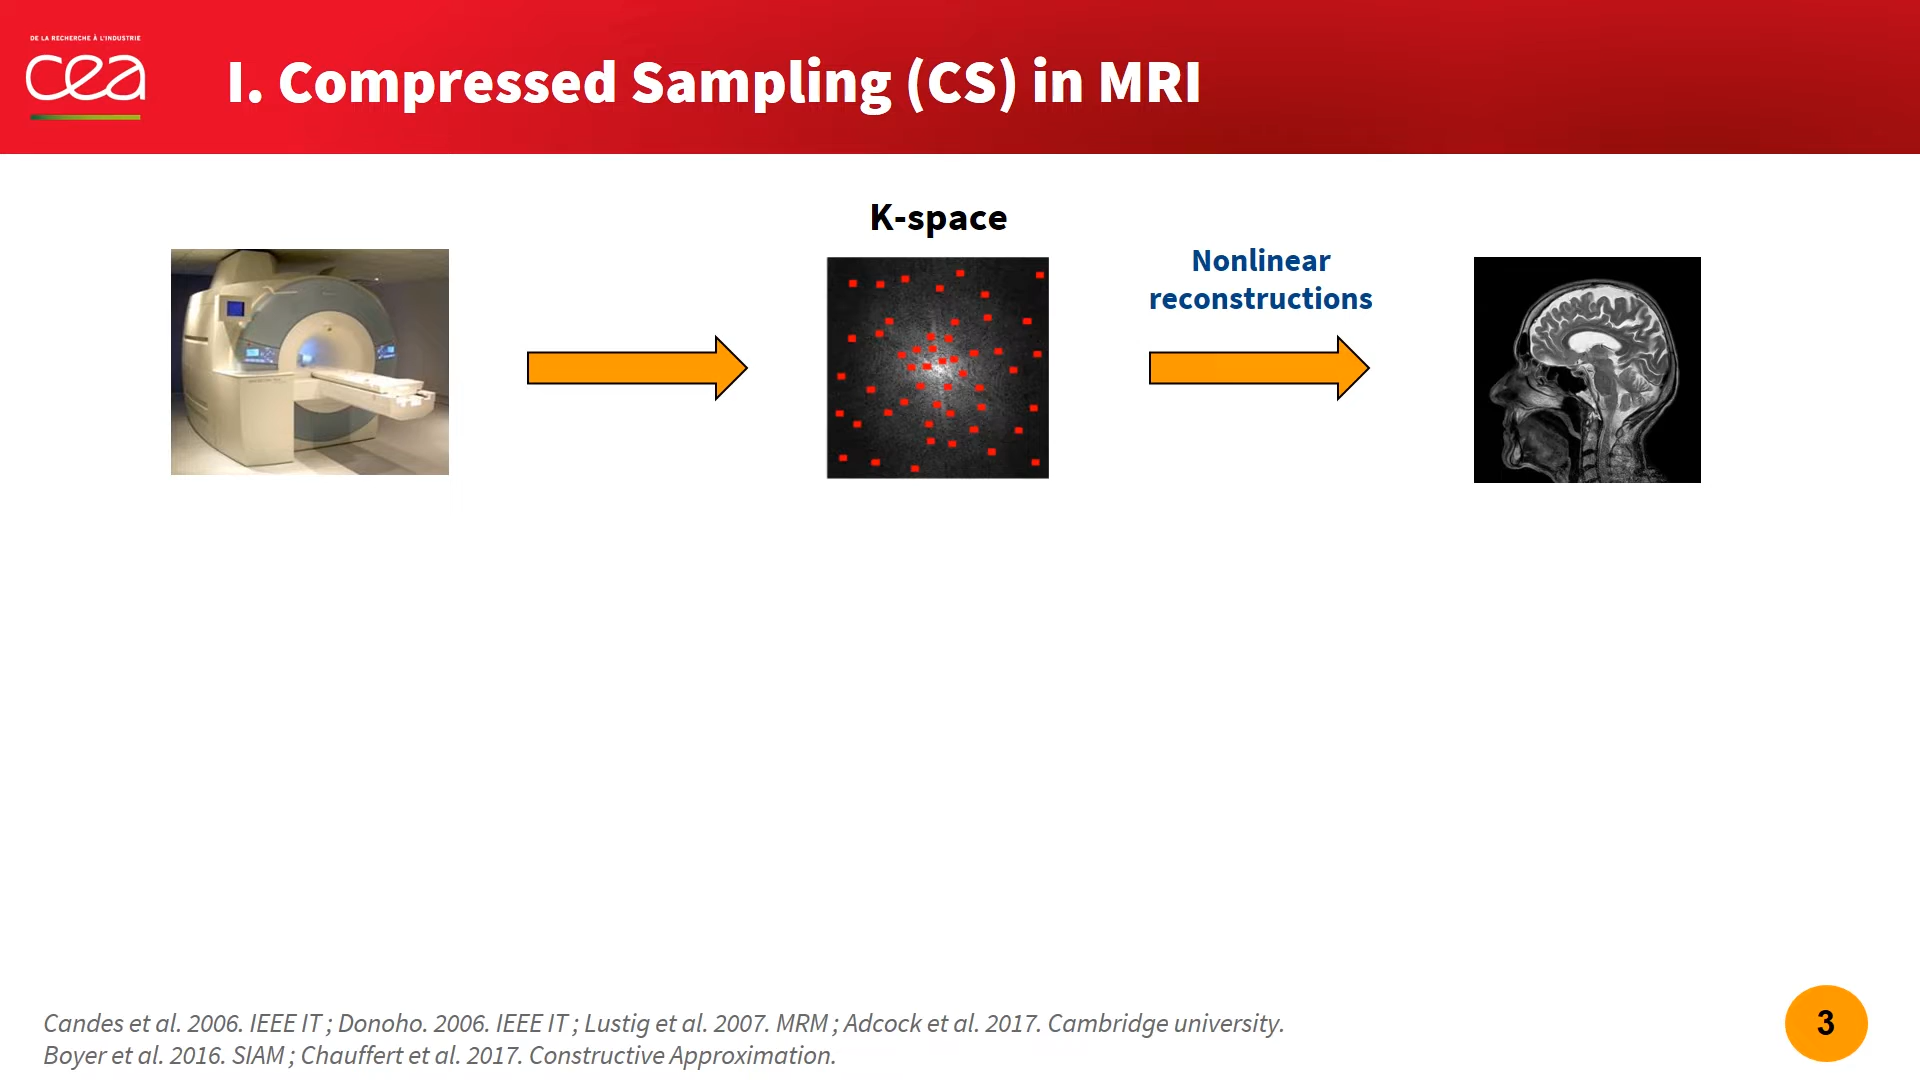 DE LA RECHERCHE À L'INDUSTRIE
cea
I. Compressed Sampling (CS) in MRI
K-space
Nonlinear
reconstructions
Candes et al. 2006. IEEE IT ; Donoho. 2006. IEEE IT ; Lustig et al. 2007. MRM ; Adcock et al. 2017. Cambridge university.
Boyer et al. 2016. SIAM ; Chauffert et al. 2017. Constructive Approximation.
3